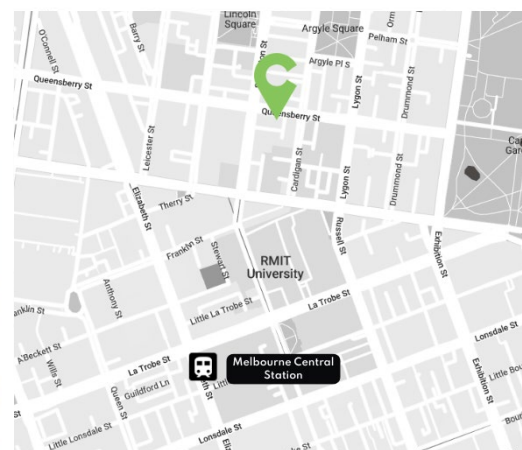 Lincoln
Square
Argyle Square
Pelham St
O'Connell St
Barry St
Argyle Pl S
Queensberry St
Queensberry St
Lygon St
Drummond St
Leicester St
Cardigan St
Lygon St
Drummond St
Elizabeth St
Therry St
Russell St
Exhibition St
Franklin St
Stewart St
RMIT
University
Anthony St
La Trobe St
Little La Trobe St
Lonsdale St
A'Beckett St
La Trobe St
Melbourne Central
Station
Wills St
Queen St
Guildford Ln
Exhibition St
Little Lonsdale St
Lonsdale St